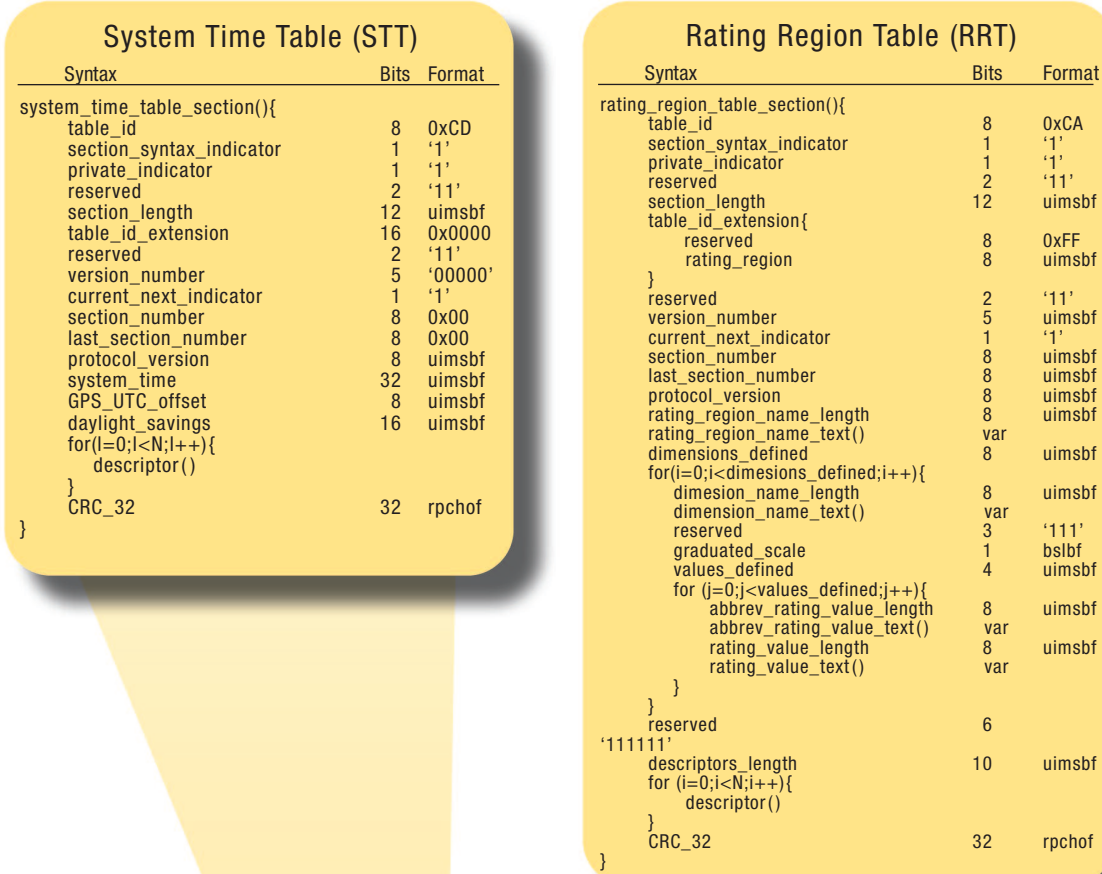 System Time Table (STT)
Syntax Bits Format
system_time_table_section(){
table_id 8 0xCD
section_syntax_indicator 1 ‘1’
private_indicator 1 ‘1’
reserved 2 ‘11’
section_length 12 uimsbf
table_id_extension 16 0x0000
reserved 2 ‘11’
version_number 5 ‘00000’
current_next_indicator 1 ‘1’
section_number 8 0x00
last_section_number 8 0x00
protocol_version 8 uimsbf
system_time 32 uimsbf
GPS_UTC_offset 8 uimsbf
daylight_savings 16 uimsbf
for(I=0;I<N;I++){
descriptor()
}
CRC_32 32 rpchof
}
Rating Region Table (RRT)
Syntax Bits Format
rating_region_table_section(){
table_id 8 0xCA
section_syntax_indicator 1 ‘1’
private_indicator 1 ‘1’
reserved 2 ‘11’
section_length 12 uimsbf
table_id_extension{
reserved 8 0xFF
rating_region 8 uimsbf
}
reserved 2 ‘11’
version_number 5 uimsbf
current_next_indicator 1 ‘1’
section_number 8 uimsbf
last_section_number 8 uimsbf
protocol_version 8 uimsbf
rating_region_name_length 8 uimsbf
rating_region_name_text() var
dimensions_defined 8 uimsbf
for(i=0;i<dimesions_defined;i++){
dimesion_name_length 8 uimsbf
dimension_name_text() var
reserved 3 ‘111’
graduated_scale 1 bslbf
values_defined 4 uimsbf
for (j=0;j<values_defined;j++){
abbrev_rating_value_length 8 uimsbf
abbrev_rating_value_text() var
rating_value_length 8 uimsbf
rating_value_text() var
}
}
reserved 6
‘111111’
descriptors_length 10 uimsbf
for (i=0;i<N;i++){
descriptor()
}
CRC_32 32 rpchof
}